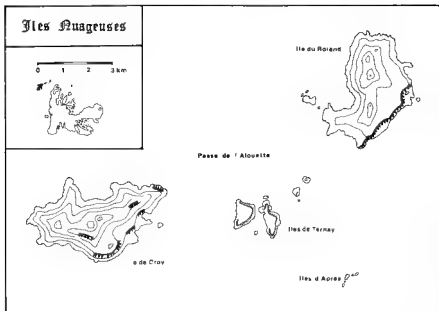 Iles Nuageuses
0 1 2 3 km
Ile du Roland
Passe de l'Alouette
e de Croy
Iles de Ternay
Iles d'Après